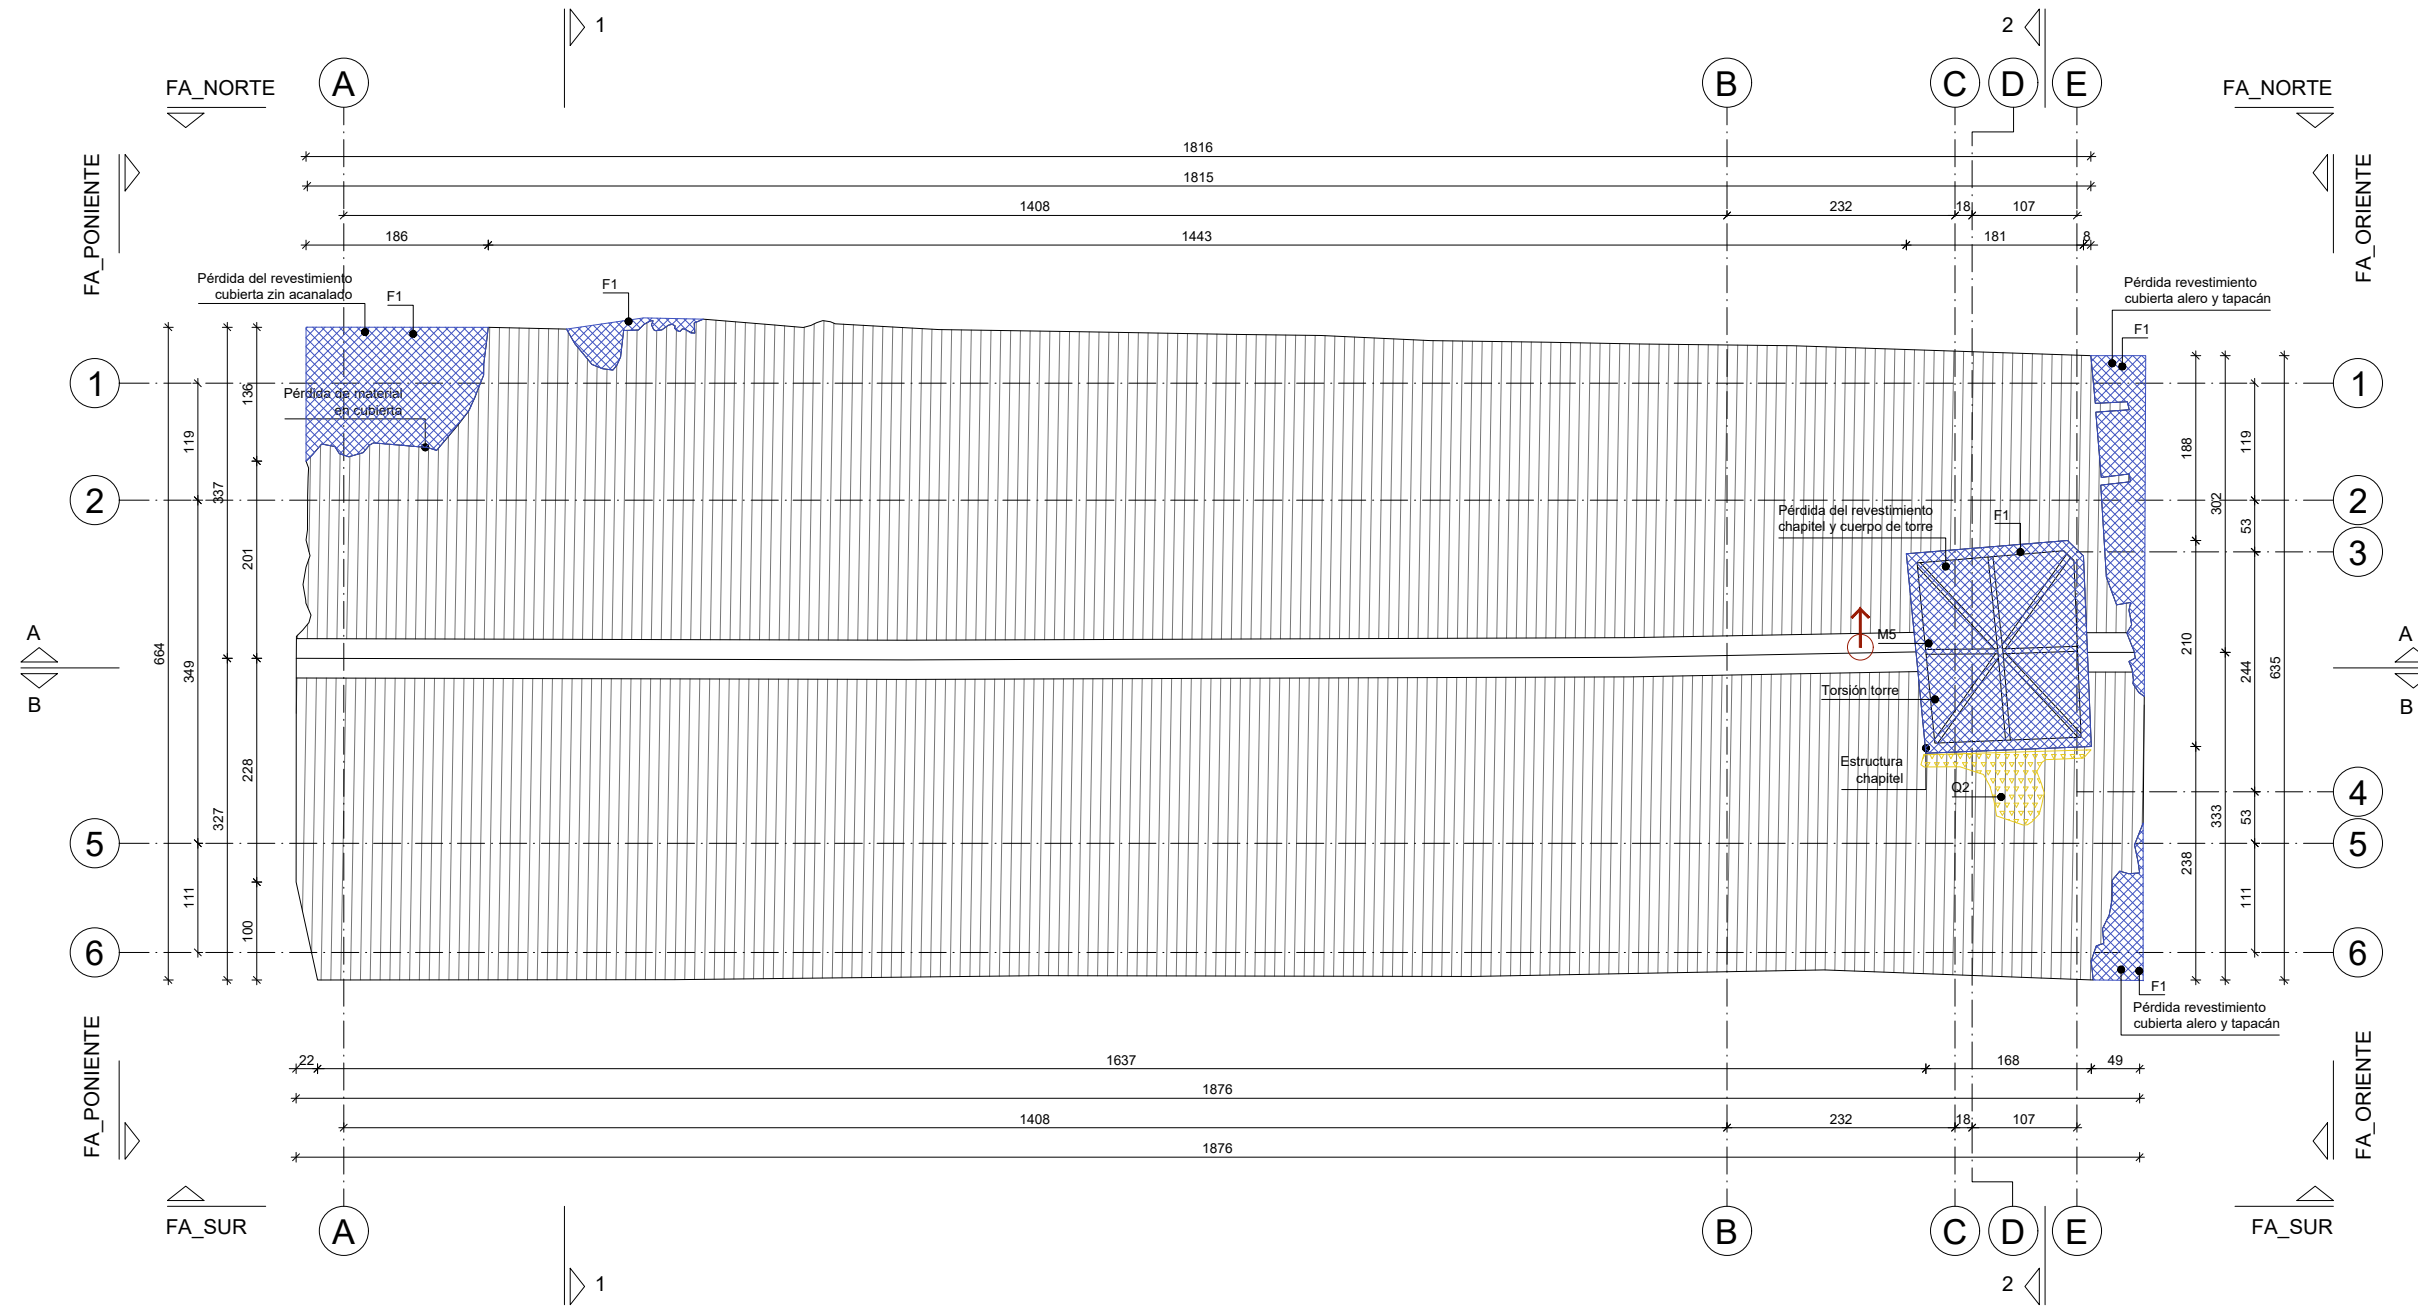 1
2
A
B
C
D
E
FA_NORTE
FA_NORTE
FA_PONIENTE
FA_ORIENTE
1816
1815
1408
232
18
107
186
1443
181
8
Pérdida del revestimiento
cubierta zin acanalado
F1
F1
Pérdida revestimiento
cubierta alero y tapacán
F1
1
1
Pérdida de material
en cubierta
136
119
337
188
119
2
2
302
53
Pérdida del revestimiento
chapitel y cuerpo de torre
F1
3
201
A
B
664
349
M5
Torsión torre
210
244
635
A
B
228
327
Estructura
chapitel
Q2
4
333
53
5
5
238
111
111
100
6
6
F1
Pérdida revestimiento
cubierta alero y tapacán
22
1637
168
49
1876
1408
232
18
107
1876
FA_PONIENTE
FA_ORIENTE
FA_SUR
FA_SUR
A
B
C
D
E
1
2